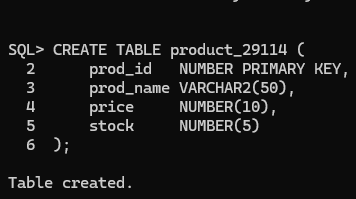 SQL> CREATE TABLE product_29114 (
  2      prod_id   NUMBER PRIMARY KEY,
  3      prod_name VARCHAR2(50),
  4      price     NUMBER(10),
  5      stock     NUMBER(5)
  6  );

Table created.